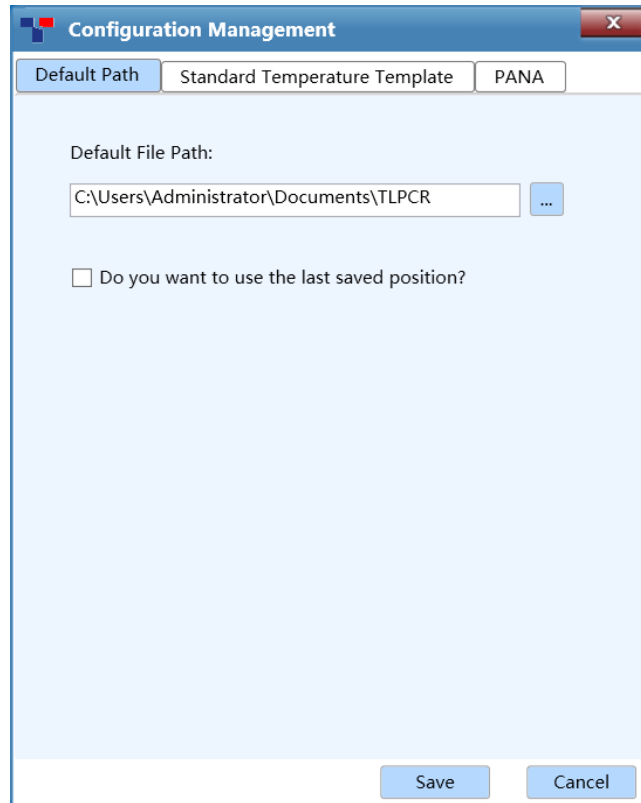 Configuration Management
x
Default Path Standard Temperature Template PANA
Default File Path:
C:\Users\Administrator\Documents\TLPCR ...
Do you want to use the last saved position?
Save Cancel